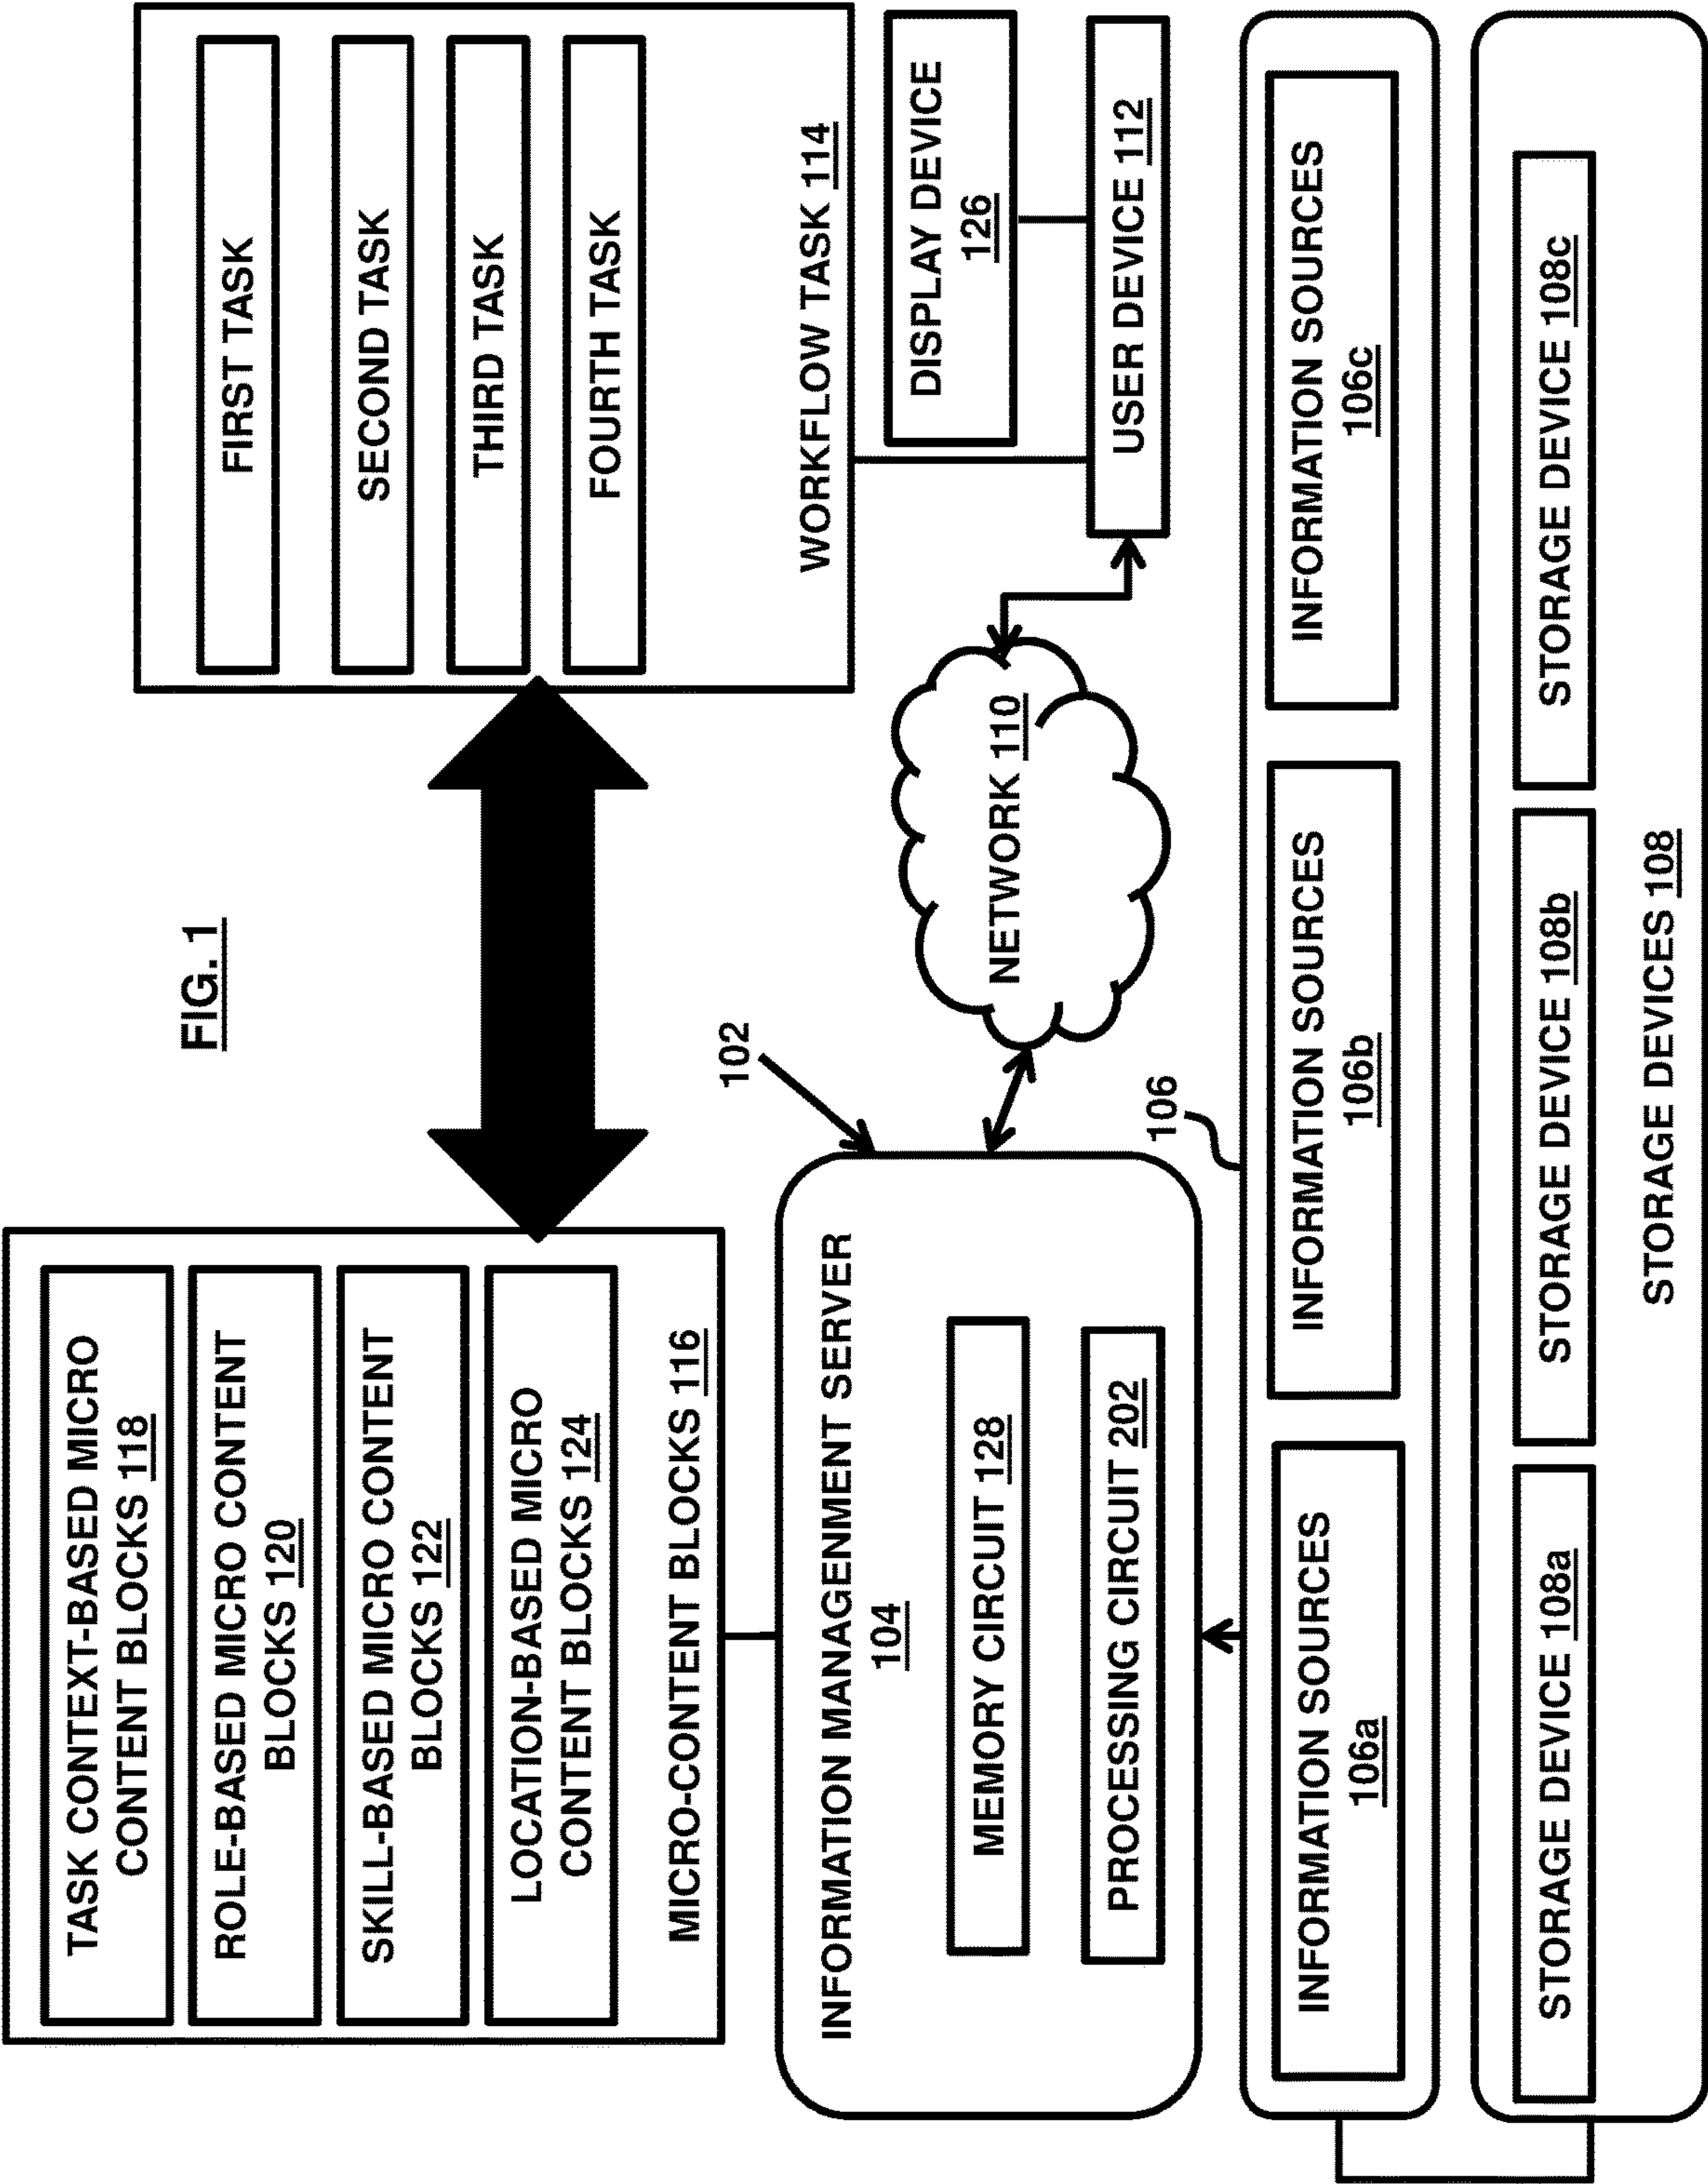 FIG. 1
TASK CONTEXT-BASED MICRO
CONTENT BLOCKS 118
ROLE-BASED MICRO CONTENT
BLOCKS 120
SKILL-BASED MICRO CONTENT
BLOCKS 122
LOCATION-BASED MICRO
CONTENT BLOCKS 124
MICRO-CONTENT BLOCKS 116
FIRST TASK
SECOND TASK
THIRD TASK
FOURTH TASK
WORKFLOW TASK 114
102
INFORMATION MANAGENMENT SERVER
104
MEMORY CIRCUIT 128
PROCESSING CIRCUIT 202
NETWORK 110
DISPLAY DEVICE
126
USER DEVICE 112
106
INFORMATION SOURCES
106a
INFORMATION SOURCES
106b
INFORMATION SOURCES
106c
STORAGE DEVICE 108a
STORAGE DEVICE 108b
STORAGE DEVICE 108c
STORAGE DEVICES 108